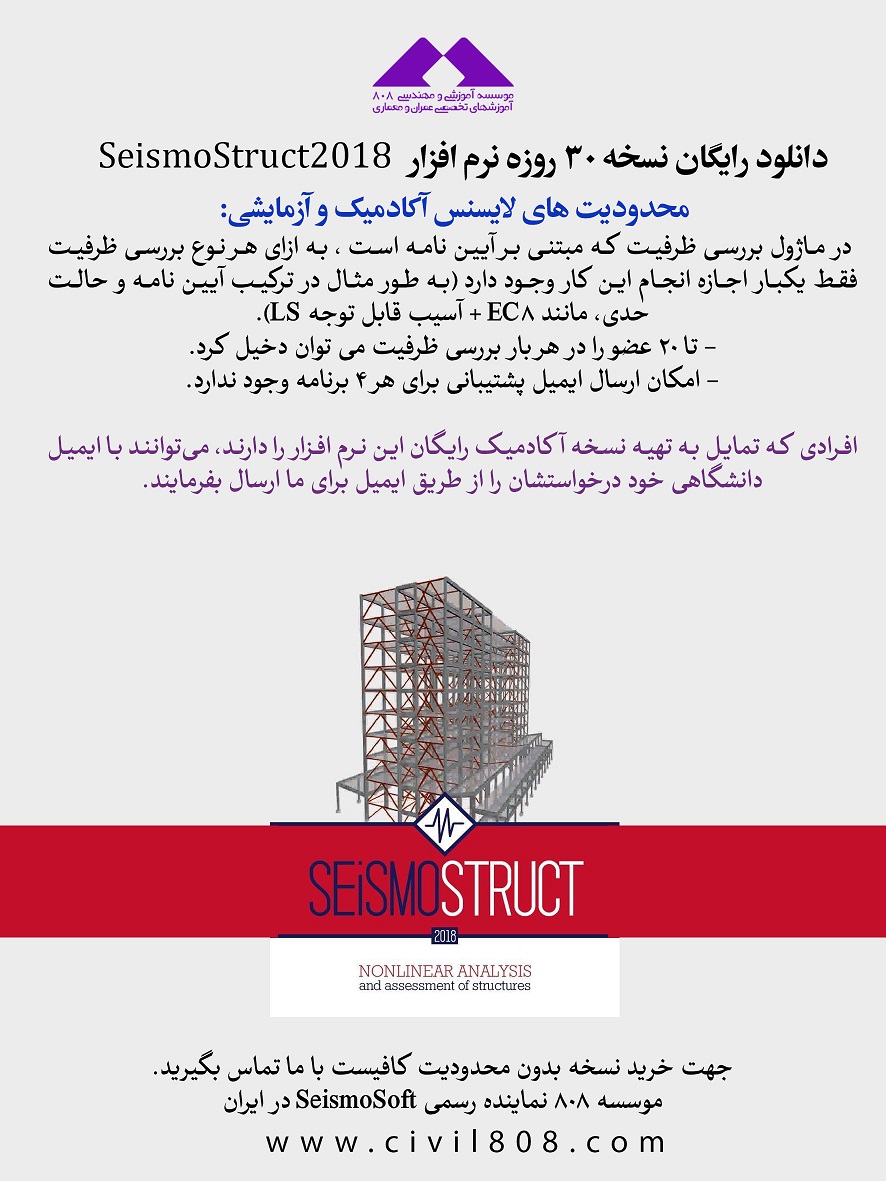 موسسه آموزشی و مهندسی ۸۰۸
آموزشهای تخصصی عمران و معماری
دانلود رایگان نسخه ۳۰ روزه نرم افزار SeismoStruct2018
محدودیت های لایسنس آکادمیک و آزمایشی:
در ماژول بررسی ظرفیت که مبتنی بر آیین نامه است ، به ازای هر نوع بررسی ظرفیت
فقط یکبار اجازه انجام این کار وجود دارد (به طور مثال در ترکیب آیین نامه و حالت
حدی، مانند EC۸ + آسیب قابل توجه LS).
- تا ۲۰ عضو را در هر بار بررسی ظرفیت می توان دخیل کرد.
- امکان ارسال ایمیل پشتیبانی برای هر ۴ برنامه وجود ندارد.
افرادی که تمایل به تهیه نسخه آکادمیک رایگان این نرم افزار را دارند، می‌توانند با ایمیل
دانشگاهی خود درخواستشان را از طریق ایمیل برای ما ارسال بفرمایند.
SEiSMOSTRUCT
2018
NONLINEAR ANALYSIS
and assessment of structures
جهت خرید نسخه بدون محدودیت کافیست با ما تماس بگیرید.
موسسه ۸۰۸ نماینده رسمی SeismoSoft در ایران
www.civil808.com